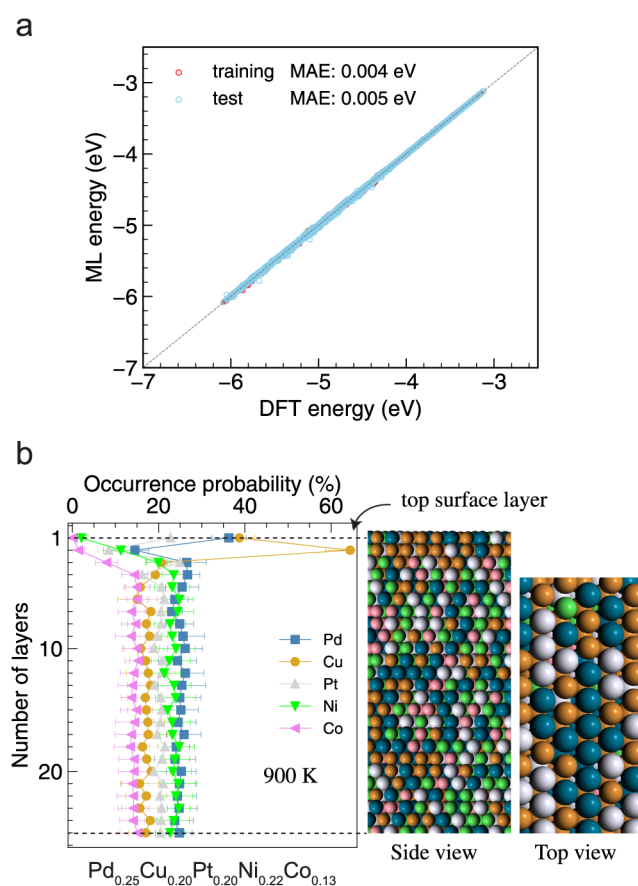 a
training MAE: 0.004 eV
test MAE: 0.005 eV
ML energy (eV)
−3
−4
−5
−6
−7
−7 −6 −5 −4 −3
DFT energy (eV)
b
Occurrence probability (%)
0 20 40 60
top surface layer
Number of layers
1
10
20
Pd
Cu
Pt
Ni
Co
900 K
Side view
Top view
Pd0.25Cu0.20Pt0.20Ni0.22Co0.13